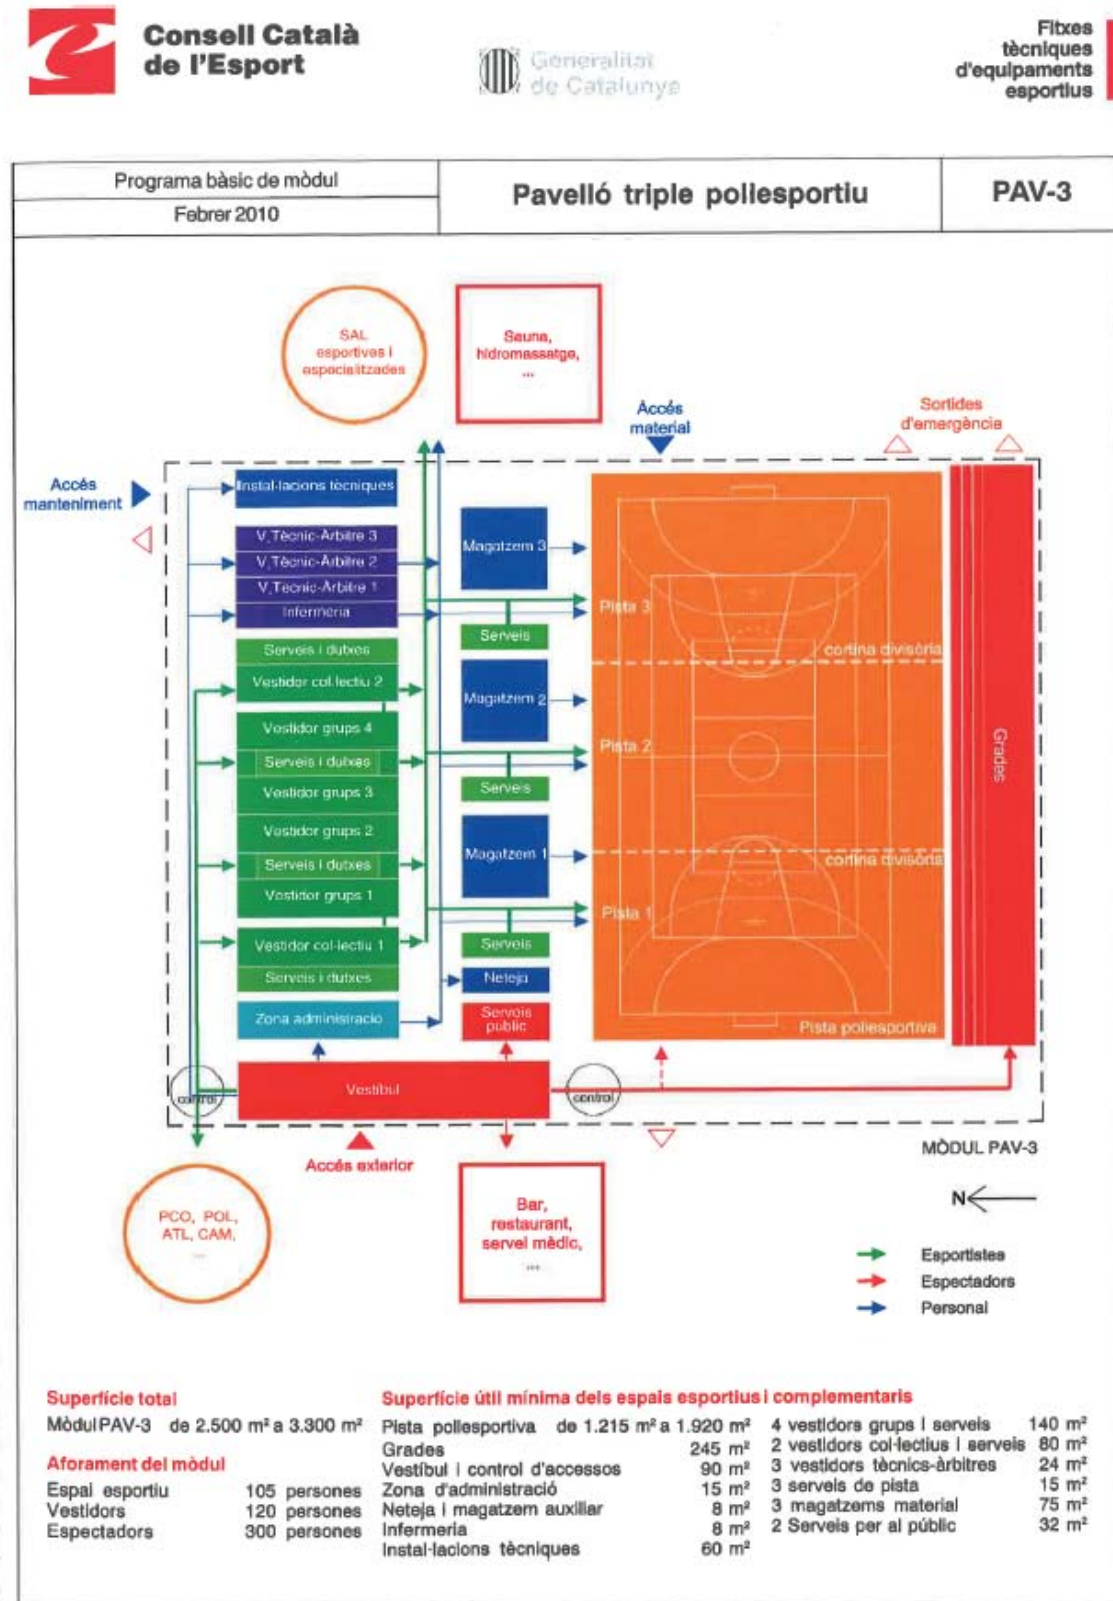 Consell Català
de l'Esport
Generalitat
de Catalunya
Fitxes
tècniques
d'equipaments
esportius
Programa bàsic de mòdul
Febrer 2010
Pavelló triple poliesportiu
PAV-3
SAL
esportives i
especialitzades
Sauna,
hidromassatge,
...
Accés
material
Sortides
d'emergència
Accés
manteniment
Instal·lacions tècniques
V.Tècnic-Àrbitre 3
V.Tècnic-Àrbitre 2
V.Tècnic-Àrbitre 1
Infermeria
Serveis i dutxes
Vestidor col·lectiu 2
Vestidor grups 4
Serveis i dutxes
Vestidor grups 3
Vestidor grups 2
Serveis i dutxes
Vestidor grups 1
Vestidor col·lectiu 1
Serveis i dutxes
Zona administració
Magatzem 3
Serveis
Magatzem 2
Serveis
Magatzem 1
Serveis
Neteja
Serveis
públic
Pista 3
cortina divisòria
Pista 2
cortina divisòria
Pista 1
Pista poliesportiva
Grades
control
Vestíbul
control
Accés exterior
MÒDUL PAV-3
N
PCO, POL,
ATL, CAM,
...
Bar,
restaurant,
servei mèdic,
...
Esportistes
Espectadors
Personal
Superfície total
Mòdul PAV-3 de 2.500 m² a 3.300 m²
Aforament del mòdul
Espai esportiu 105 persones
Vestidors 120 persones
Espectadors 300 persones
Superfície útil mínima dels espais esportius i complementaris
Pista poliesportiva de 1.215 m² a 1.920 m²
Grades 245 m²
Vestíbul i control d'accessos 90 m²
Zona d'administració 15 m²
Neteja i magatzem auxiliar 8 m²
Infermeria 8 m²
Instal·lacions tècniques 60 m²
4 vestidors grups i serveis 140 m²
2 vestidors col·lectius i serveis 80 m²
3 vestidors tècnics-àrbitres 24 m²
3 serveis de pista 15 m²
3 magatzems material 75 m²
2 Serveis per al públic 32 m²